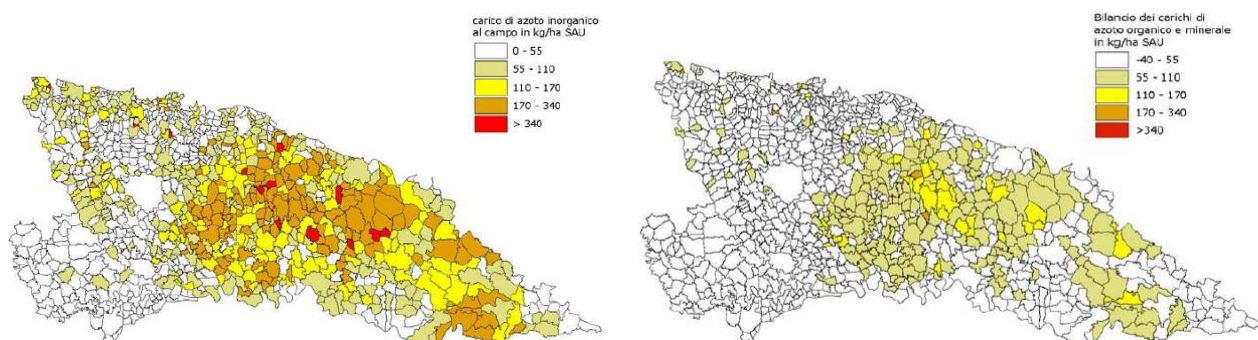 carico di azoto inorganico
al campo in kg/ha SAU
0 - 55
55 - 110
110 - 170
170 - 340
> 340
Bilancio dei carichi di
azoto organico e minerale
in kg/ha SAU
-40 - 55
55 - 110
110 - 170
170 - 340
>340